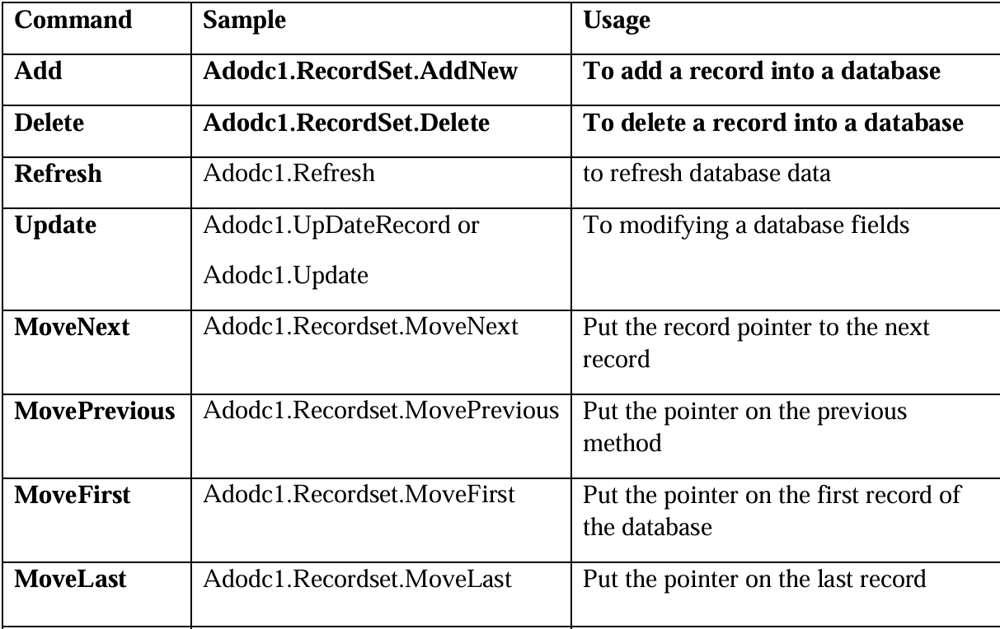 Command Sample Usage
Add Adodc1.RecordSet.AddNew To add a record into a database
Delete Adodc1.RecordSet.Delete To delete a record into a database
Refresh Adodc1.Refresh to refresh database data
Update Adodc1.UpDateRecord or To modifying a database fields
Adodc1.Update
MoveNext Adodc1.Recordset.MoveNext Put the record pointer to the next
record
MovePrevious Adodc1.Recordset.MovePrevious Put the pointer on the previous
method
MoveFirst Adodc1.Recordset.MoveFirst Put the pointer on the first record of
the database
MoveLast Adodc1.Recordset.MoveLast Put the pointer on the last record